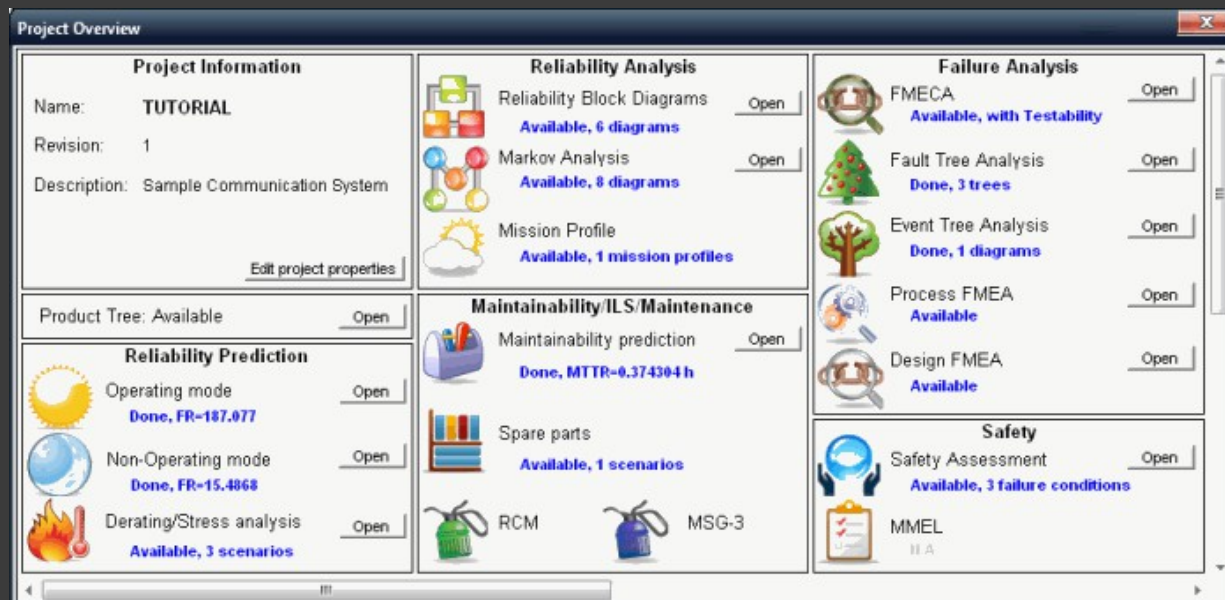 Project Overview
Project Information
Name: TUTORIAL
Revision: 1
Description: Sample Communication System
Edit project properties
Product Tree: Available Open
Reliability Prediction
Operating mode Open
Done, FR=187.077
Non-Operating mode Open
Done, FR=15.4868
Derating/Stress analysis Open
Available, 3 scenarios
Reliability Analysis
Reliability Block Diagrams Open
Available, 6 diagrams
Markov Analysis Open
Available, 8 diagrams
Mission Profile
Available, 1 mission profiles
Maintainability/ILS/Maintenance
Maintainability prediction Open
Done, MTTR=0.374304 h
Spare parts
Available, 1 scenarios
RCM MSG-3
Failure Analysis
FMECA Open
Available, with Testability
Fault Tree Analysis Open
Done, 3 trees
Event Tree Analysis Open
Done, 1 diagrams
Process FMEA Open
Available
Design FMEA Open
Available
Safety
Safety Assessment Open
Available, 3 failure conditions
MMEL
N.A